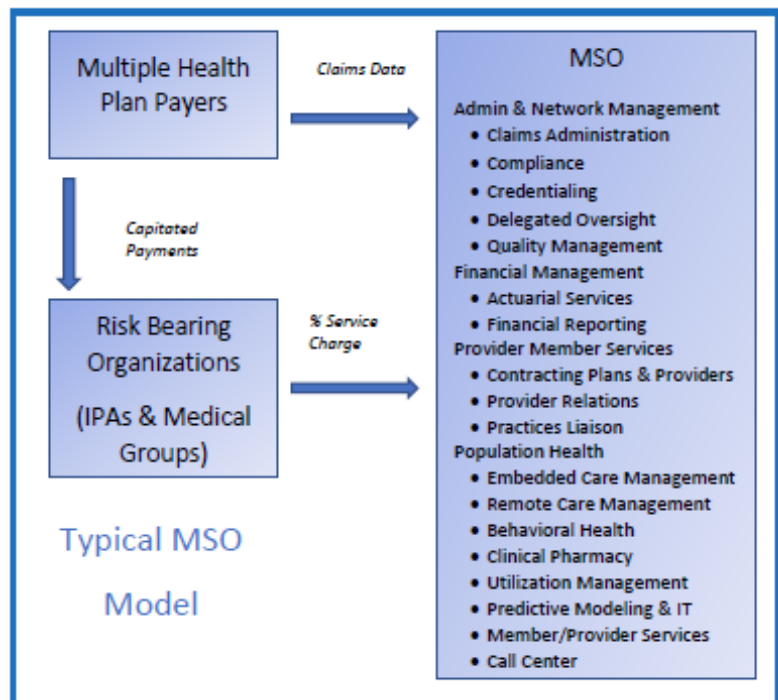 Multiple Health
Plan Payers
Claims Data
Capitated
Payments
Risk Bearing
Organizations
(IPAs & Medical
Groups)
% Service
Charge
Typical MSO
Model
MSO
Admin & Network Management
• Claims Administration
• Compliance
• Credentialing
• Delegated Oversight
• Quality Management
Financial Management
• Actuarial Services
• Financial Reporting
Provider Member Services
• Contracting Plans & Providers
• Provider Relations
• Practices Liaison
Population Health
• Embedded Care Management
• Remote Care Management
• Behavioral Health
• Clinical Pharmacy
• Utilization Management
• Predictive Modeling & IT
• Member/Provider Services
• Call Center